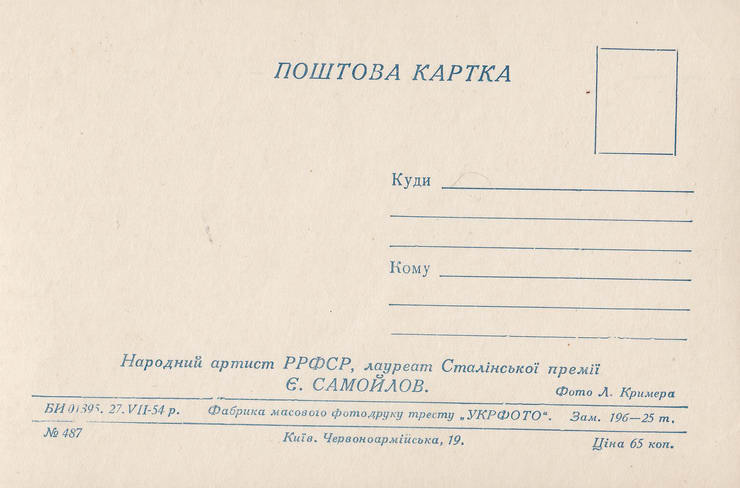 ПОШТОВА КАРТКА
Куди
Кому
Народний артист РРФСР, лауреат Сталінської премії
Є. САМОЙЛОВ.
Фото Л. Кримера
БИ 01395. 27.VII-54 р. Фабрика масового фотодруку тресту „УКРФОТО“. Зам. 196—25 т.
№ 487 Київ. Червоноармійська, 19. Ціна 65 коп.